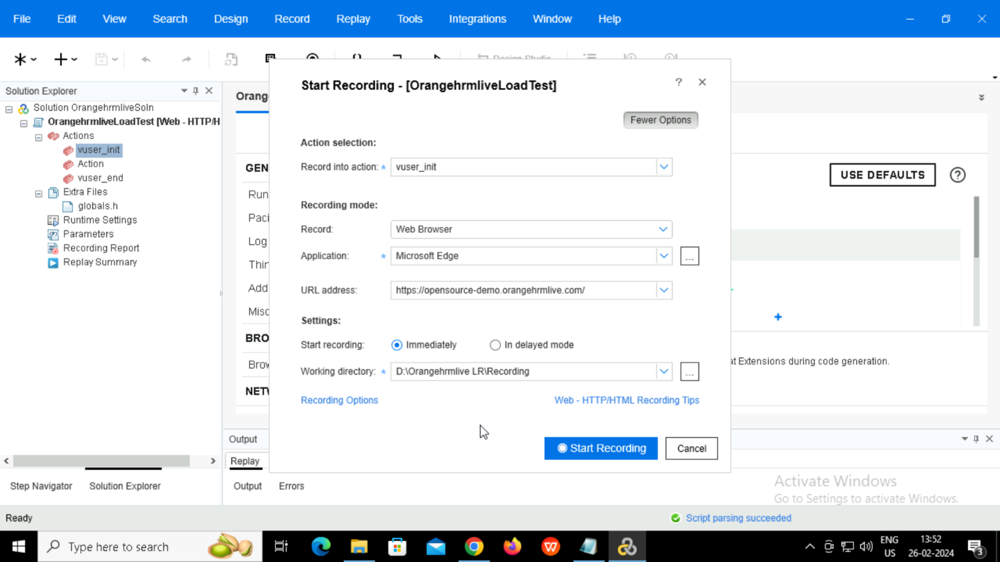 File Edit View Search Design Record Replay Tools Integrations Window Help
Design Studio
Solution Explorer
Solution OrangehrmliveSoln
OrangehrmliveLoadTest [Web - HTTP/H
Actions
vuser_init
Action
vuser_end
Extra Files
globals.h
Runtime Settings
Parameters
Recording Report
Replay Summary
Step Navigator Solution Explorer
Orang
GEN
Run
Paci
Log
Thin
Add
Misc
BRO
Brow
NETW
USE DEFAULTS
at Extensions during code generation.
Start Recording - [OrangehrmliveLoadTest]
? ×
Fewer Options
Action selection:
Record into action: * vuser_init
Recording mode:
Record: Web Browser
Application: * Microsoft Edge ...
URL address: https://opensource-demo.orangehrmlive.com/
Settings:
Start recording: Immediately In delayed mode
Working directory: * D:\Orangehrmlive LR\Recording ...
Recording Options Web - HTTP/HTML Recording Tips
Start Recording Cancel
Output
Replay
Output Errors
Activate Windows
Go to Settings to activate Windows.
Ready Script parsing succeeded
Type here to search
ENG
US
13:52
26-02-2024
3